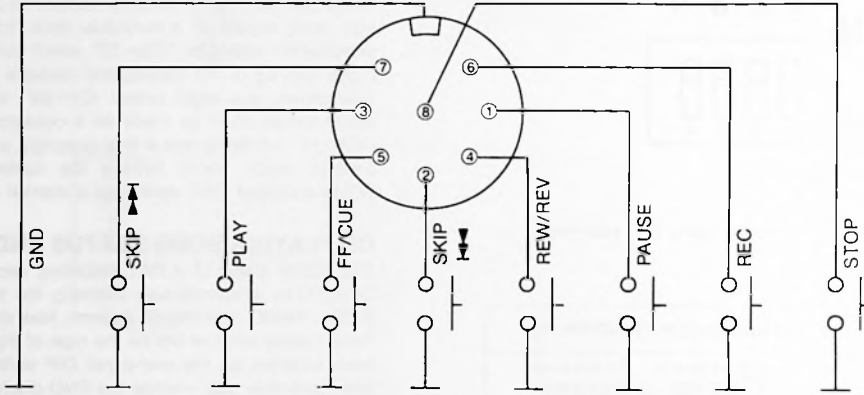 7 6
3 8 1
5 4
2
GND
SKIP
PLAY
FF/CUE
SKIP
REW/REV
PAUSE
REC
STOP